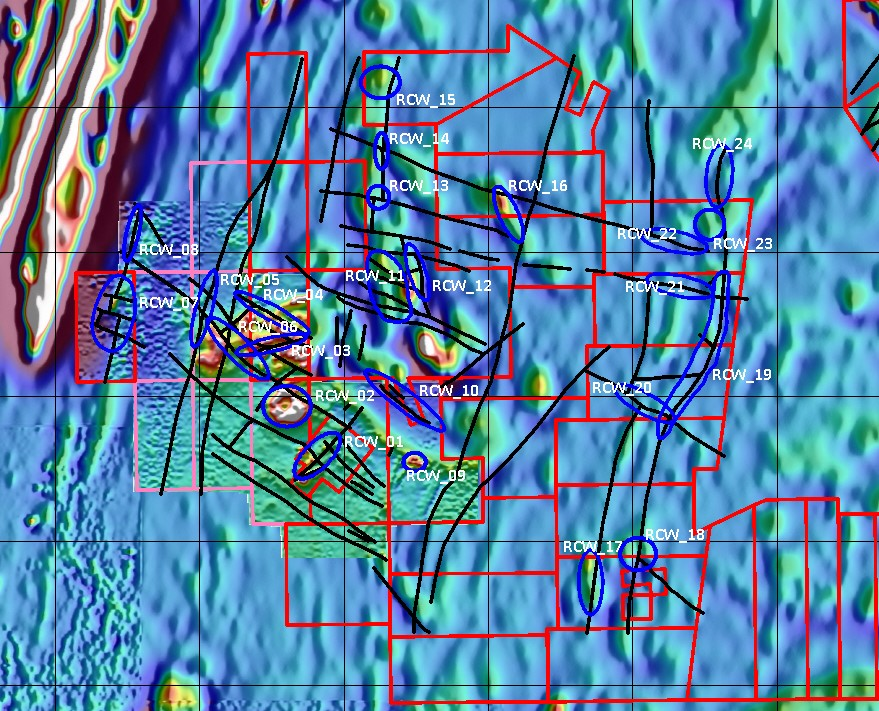 RCW_15
RCW_14
RCW_24
RCW_13
RCW_16
RCW_22
RCW_23
RCW_08
RCW_05
RCW_11
RCW_12
RCW_21
RCW_04
RCW_07
RCW_06
RCW_03
RCW_19
RCW_20
RCW_10
RCW_02
RCW_01
RCW_09
RCW_18
RCW_17